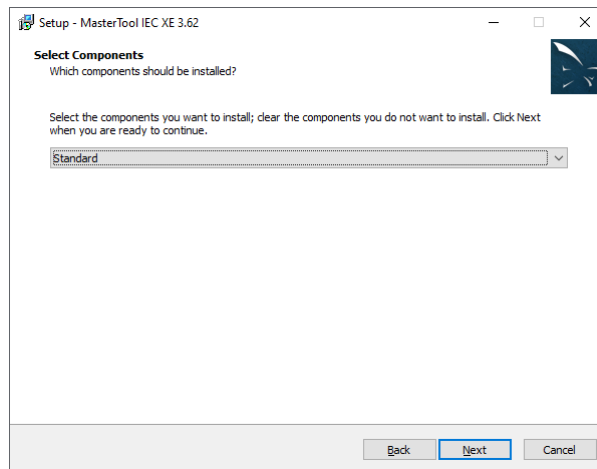 Setup - MasterTool IEC XE 3.62
Select Components
Which components should be installed?
Select the components you want to install; clear the components you do not want to install. Click Next
when you are ready to continue.
Standard
Back
Next
Cancel